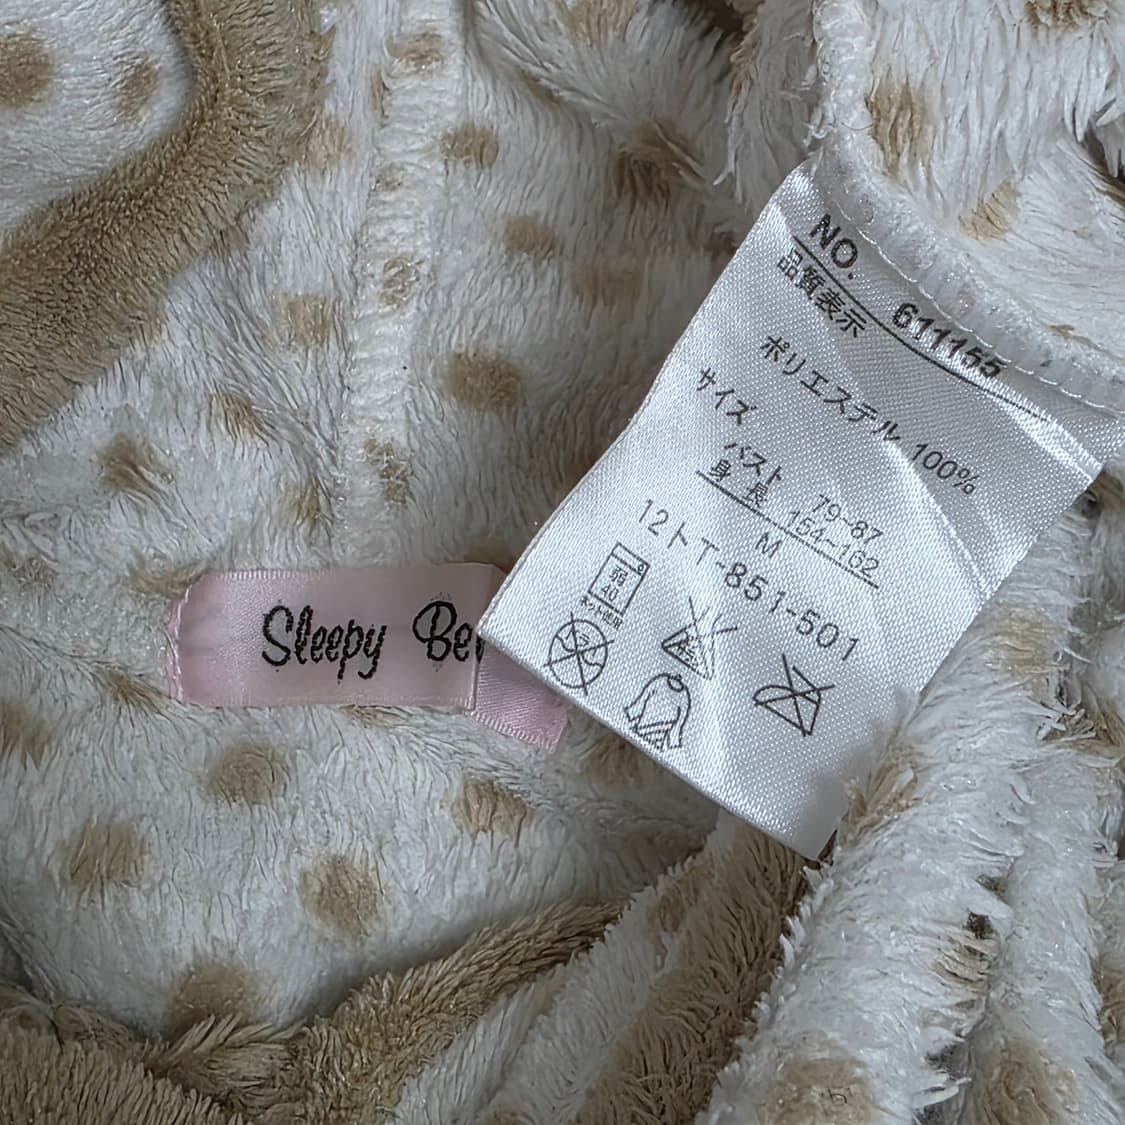 NO. 611155
品質表示
ポリエステル 100%
サイズ
バスト 79~87
身長 154~162
M
12トT-851-501
Sleepy